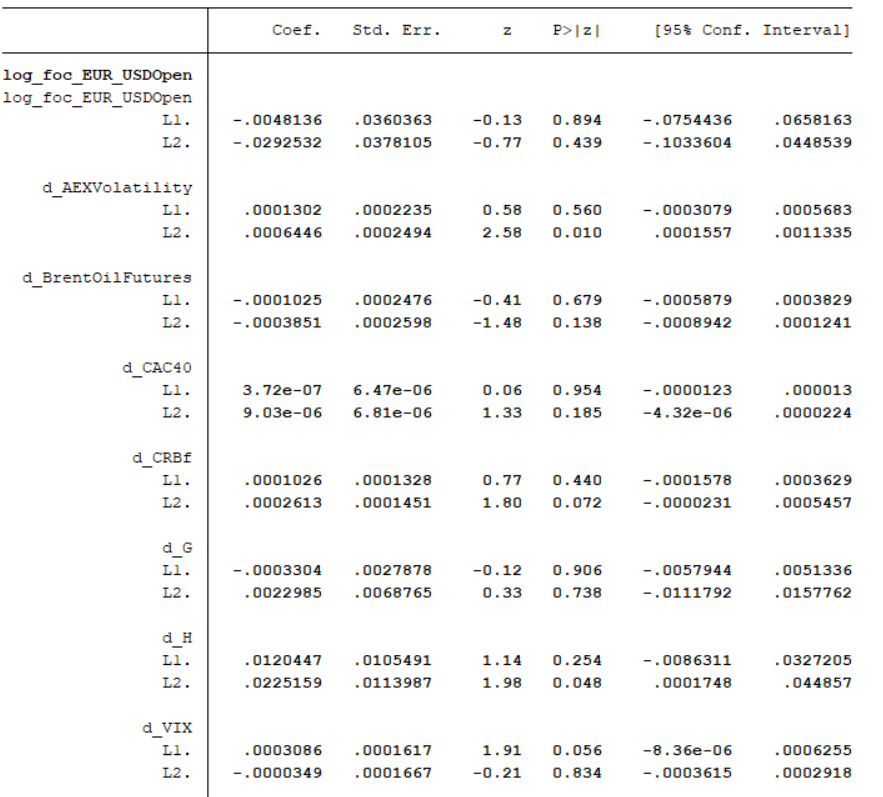 Coef. Std. Err. z P>|z| [95% Conf. Interval]
log_foc_EUR_USDOpen
log_foc_EUR_USDOpen
L1. -.0048136 .0360363 -0.13 0.894 -.0754436 .0658163
L2. -.0292532 .0378105 -0.77 0.439 -.1033604 .0448539
d_AEXVolatility
L1. .0001302 .0002235 0.58 0.560 -.0003079 .0005683
L2. .0006446 .0002494 2.58 0.010 .0001557 .0011335
d_BrentOilFutures
L1. -.0001025 .0002476 -0.41 0.679 -.0005879 .0003829
L2. -.0003851 .0002598 -1.48 0.138 -.0008942 .0001241
d_CAC40
L1. 3.72e-07 6.47e-06 0.06 0.954 -.0000123 .000013
L2. 9.03e-06 6.81e-06 1.33 0.185 -4.32e-06 .0000224
d_CRBf
L1. .0001026 .0001328 0.77 0.440 -.0001578 .0003629
L2. .0002613 .0001451 1.80 0.072 -.0000231 .0005457
d_G
L1. -.0003304 .0027878 -0.12 0.906 -.0057944 .0051336
L2. .0022985 .0068765 0.33 0.738 -.0111792 .0157762
d_H
L1. .0120447 .0105491 1.14 0.254 -.0086311 .0327205
L2. .0225159 .0113987 1.98 0.048 .0001748 .044857
d_VIX
L1. .0003086 .0001617 1.91 0.056 -8.36e-06 .0006255
L2. -.0000349 .0001667 -0.21 0.834 -.0003615 .0002918